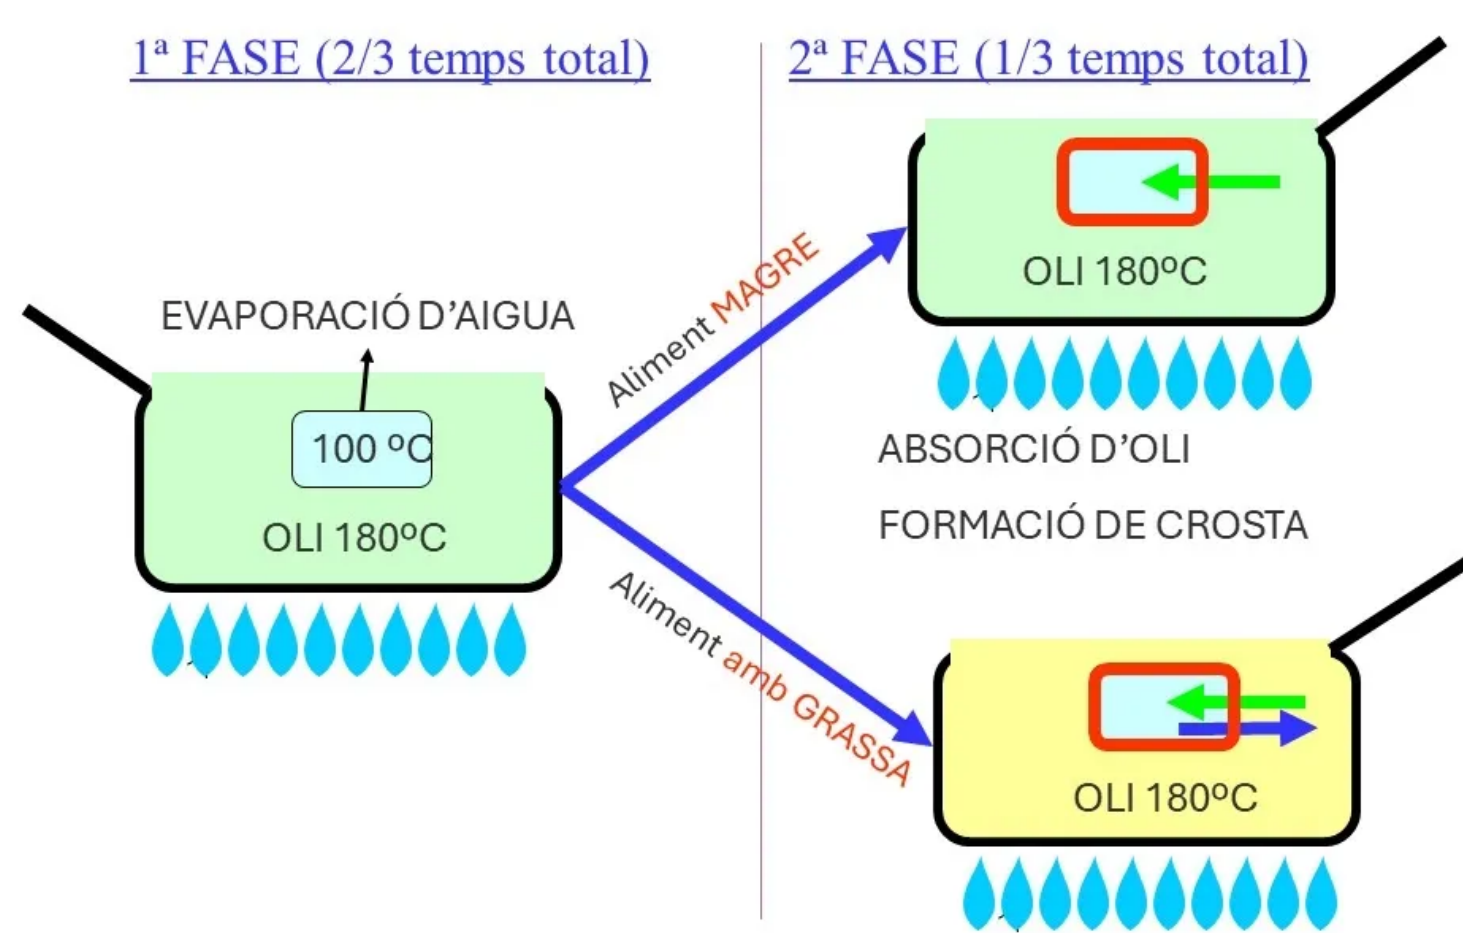 1ª FASE (2/3 temps total)
2ª FASE (1/3 temps total)
EVAPORACIÓ D’AIGUA
100 ºC
OLI 180ºC
Aliment MAGRE
OLI 180ºC
ABSORCIÓ D’OLI
FORMACIÓ DE CROSTA
Aliment amb GRASSA
OLI 180ºC